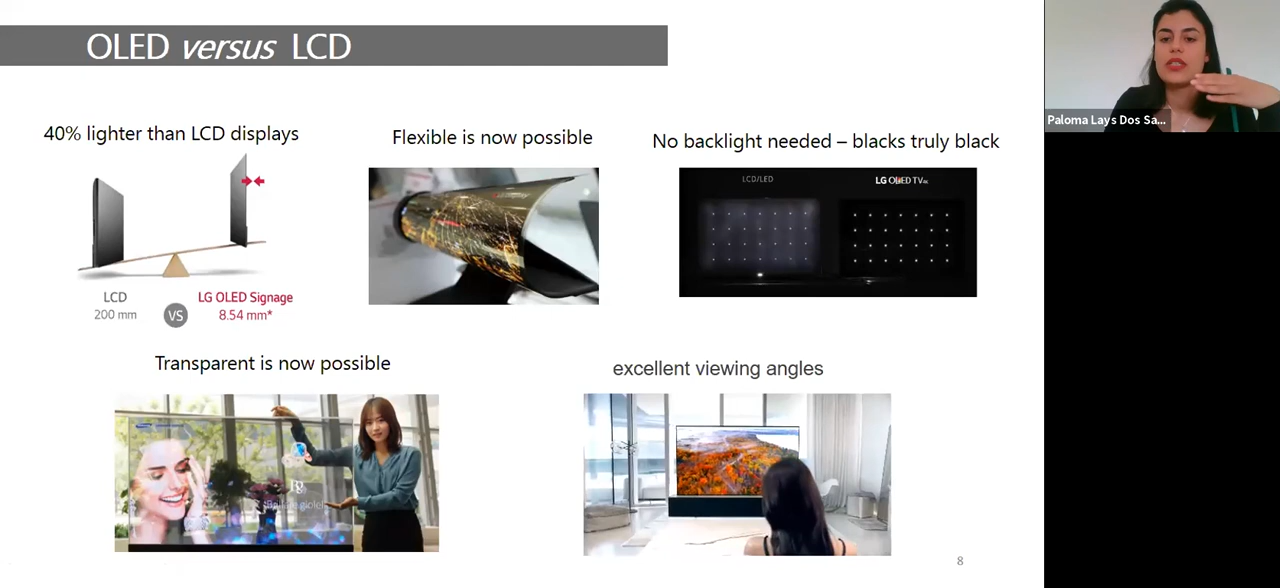 OLED versus LCD
40% lighter than LCD displays
LCD
200 mm
VS
LG OLED Signage
8.54 mm*
Flexible is now possible
No backlight needed – blacks truly black
LCD/LED
LG OLED TV 4K
Transparent is now possible
excellent viewing angles
8
Paloma Lays Dos Sa...